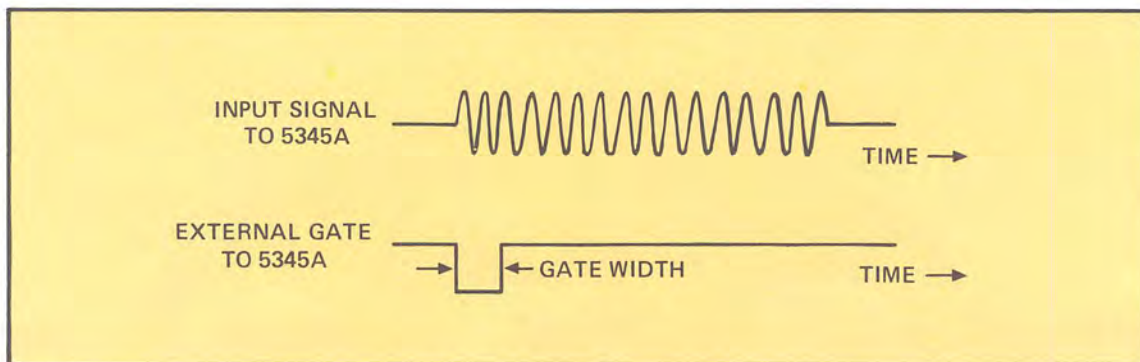 INPUT SIGNAL
TO 5345A
TIME
EXTERNAL GATE
TO 5345A
GATE WIDTH
TIME